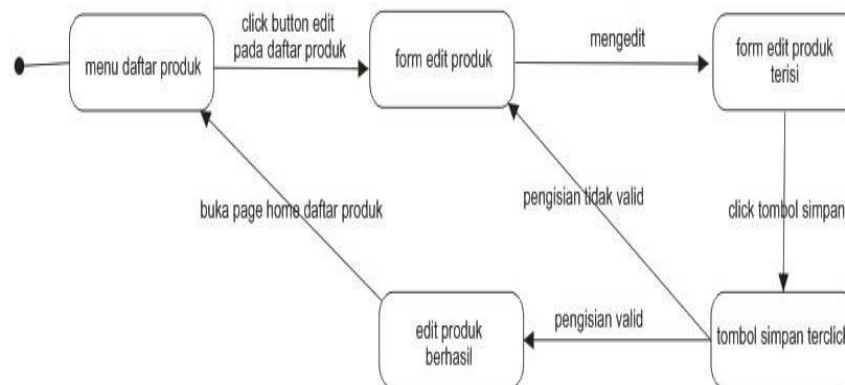 click button edit
pada daftar produk
menu daftar produk
form edit produk
mengedit
form edit produk
terisi
buka page home daftar produk
pengisian tidak valid
click tombol simpan
edit produk
berhasil
pengisian valid
tombol simpan terclick